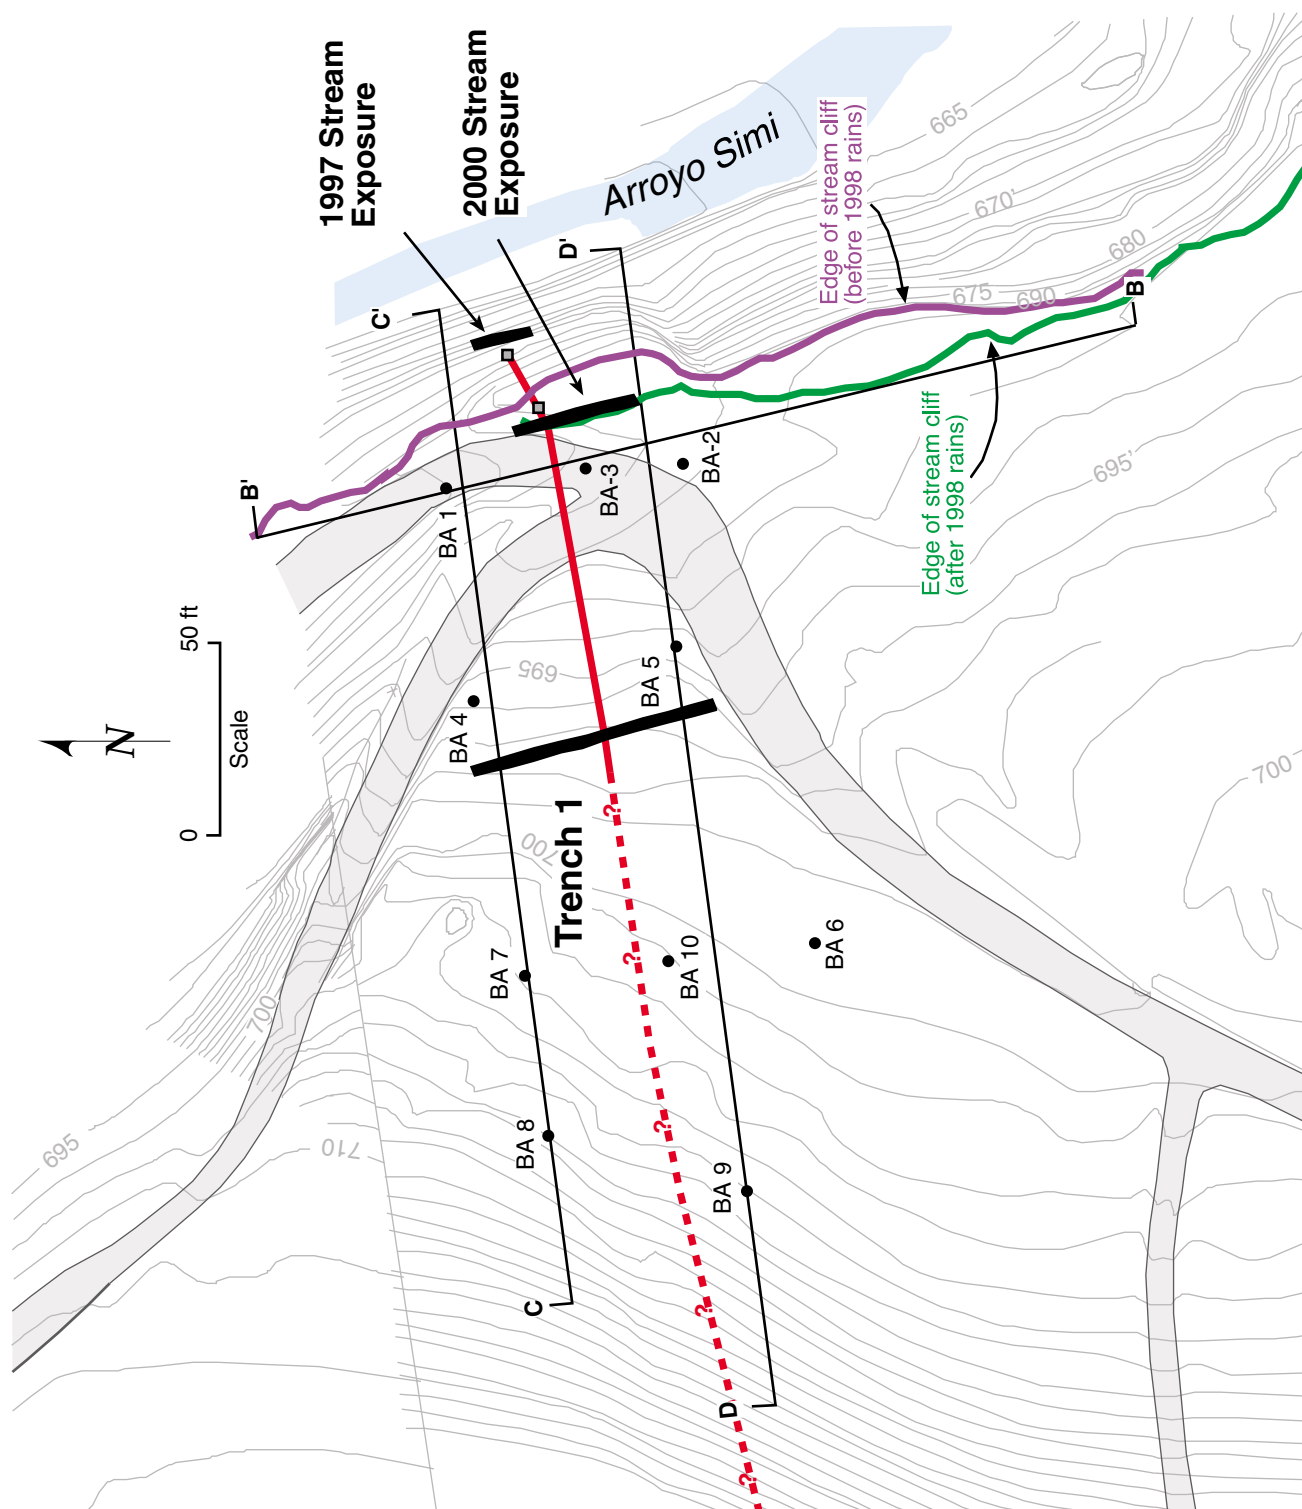 1997 Stream
Exposure
2000 Stream
Exposure
Arroyo Simi
Edge of stream cliff
(before 1998 rains)
Edge of stream cliff
(after 1998 rains)
N
0
50 ft
Scale
B'
B
C'
C
D'
D
BA 1
BA-2
BA-3
BA 4
BA 5
BA 6
BA 7
BA 8
BA 9
BA 10
Trench 1
?
?
?
?
?
665
670'
680
675
690
695'
695
700
700
700
710
695